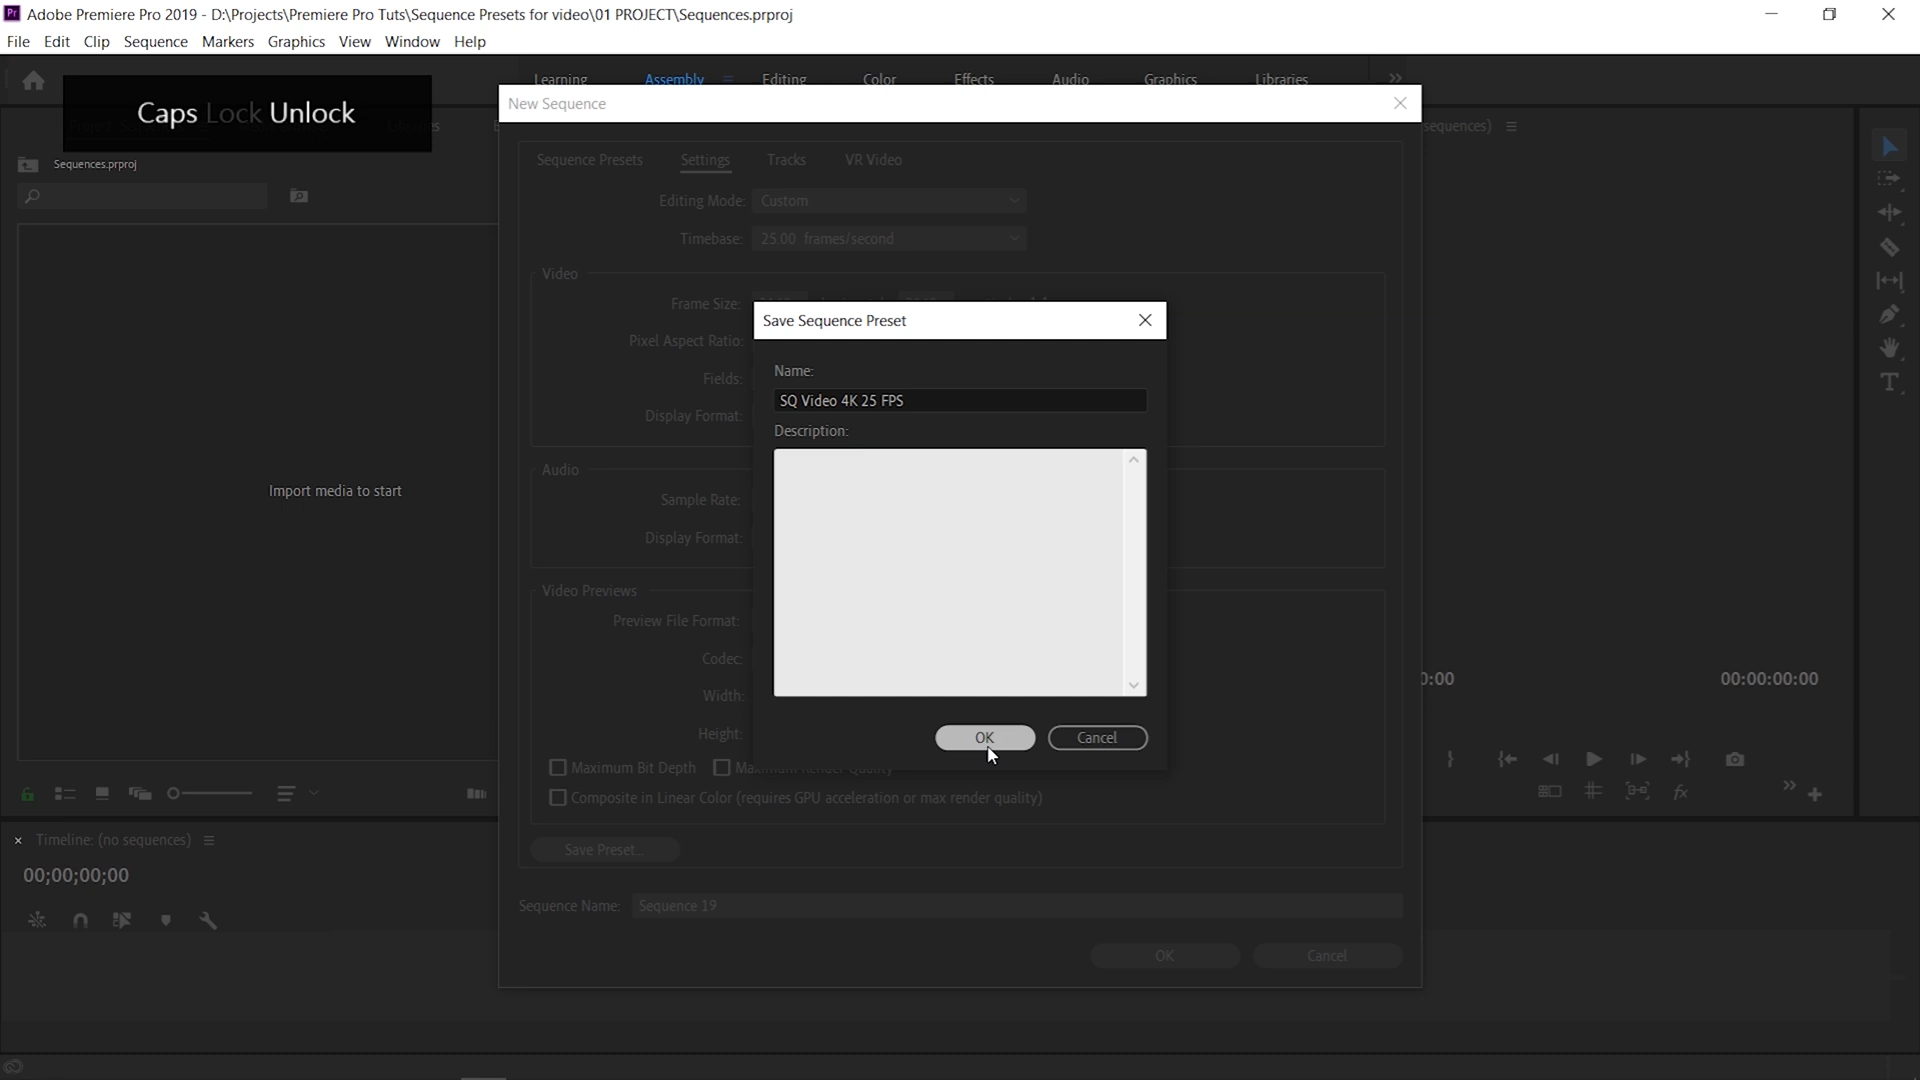 Adobe Premiere Pro 2019 - D:\Projects\Premiere Pro Tuts\Sequence Presets for video\01 PROJECT\Sequences.prproj
File Edit Clip Sequence Markers Graphics View Window Help
Learning Assembly Editing Color Effects Audio Graphics Libraries
Caps Lock Unlock
New Sequence
sequences)
Sequences.prproj
Sequence Presets Settings Tracks VR Video
Editing Mode: Custom
Timebase: 25.00 frames/second
Video
Frame Size:
Save Sequence Preset
Pixel Aspect Ratio:
Name:
Fields:
SQ Video 4K 25 FPS
Display Format:
Description:
Audio
Import media to start
Sample Rate:
Display Format:
Video Previews
Preview File Format:
Codec:
Width:
Height:
OK Cancel
0:00 00:00:00:00
Maximum Bit Depth Maximum Render Quality
Composite in Linear Color (requires GPU acceleration or max render quality)
Timeline: (no sequences)
Save Preset...
00;00;00;00
Sequence Name: Sequence 19
OK Cancel